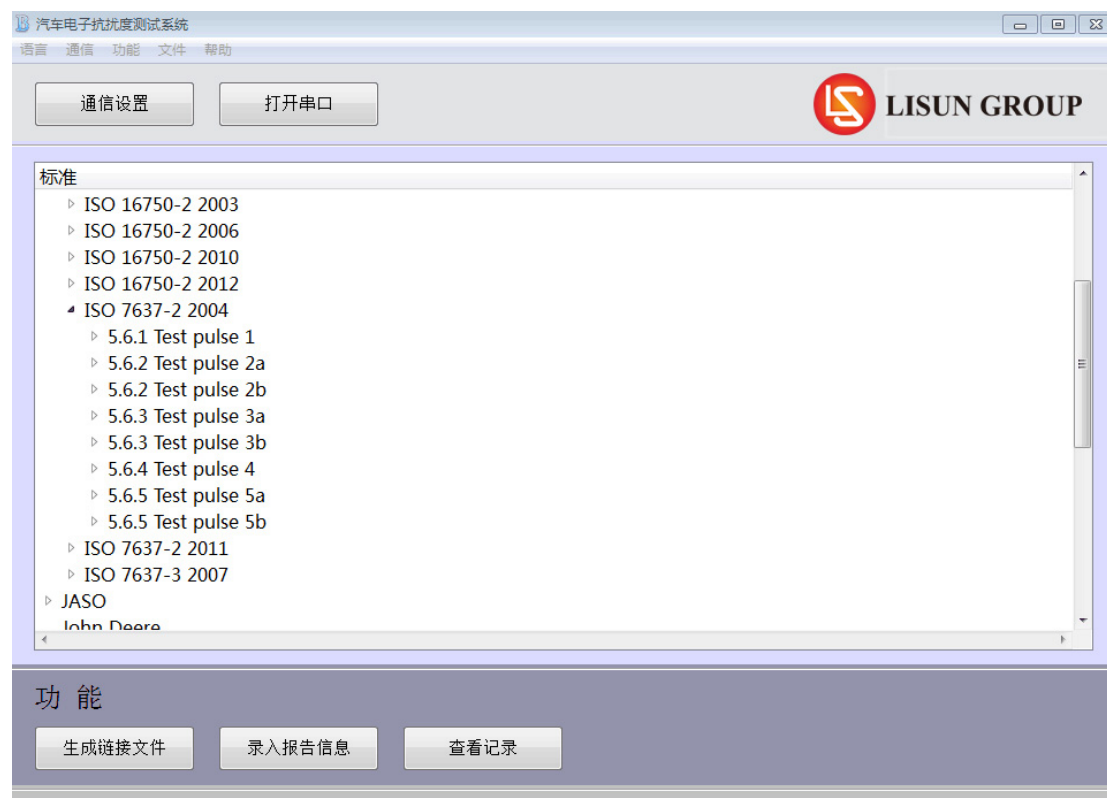 汽车电子抗扰度测试系统
语言 通信 功能 文件 帮助
通信设置 打开串口
LS LISUN GROUP
标准
ISO 16750-2 2003
ISO 16750-2 2006
ISO 16750-2 2010
ISO 16750-2 2012
ISO 7637-2 2004
5.6.1 Test pulse 1
5.6.2 Test pulse 2a
5.6.2 Test pulse 2b
5.6.3 Test pulse 3a
5.6.3 Test pulse 3b
5.6.4 Test pulse 4
5.6.5 Test pulse 5a
5.6.5 Test pulse 5b
ISO 7637-2 2011
ISO 7637-3 2007
JASO
John Deere
功 能
生成链接文件 录入报告信息 查看记录